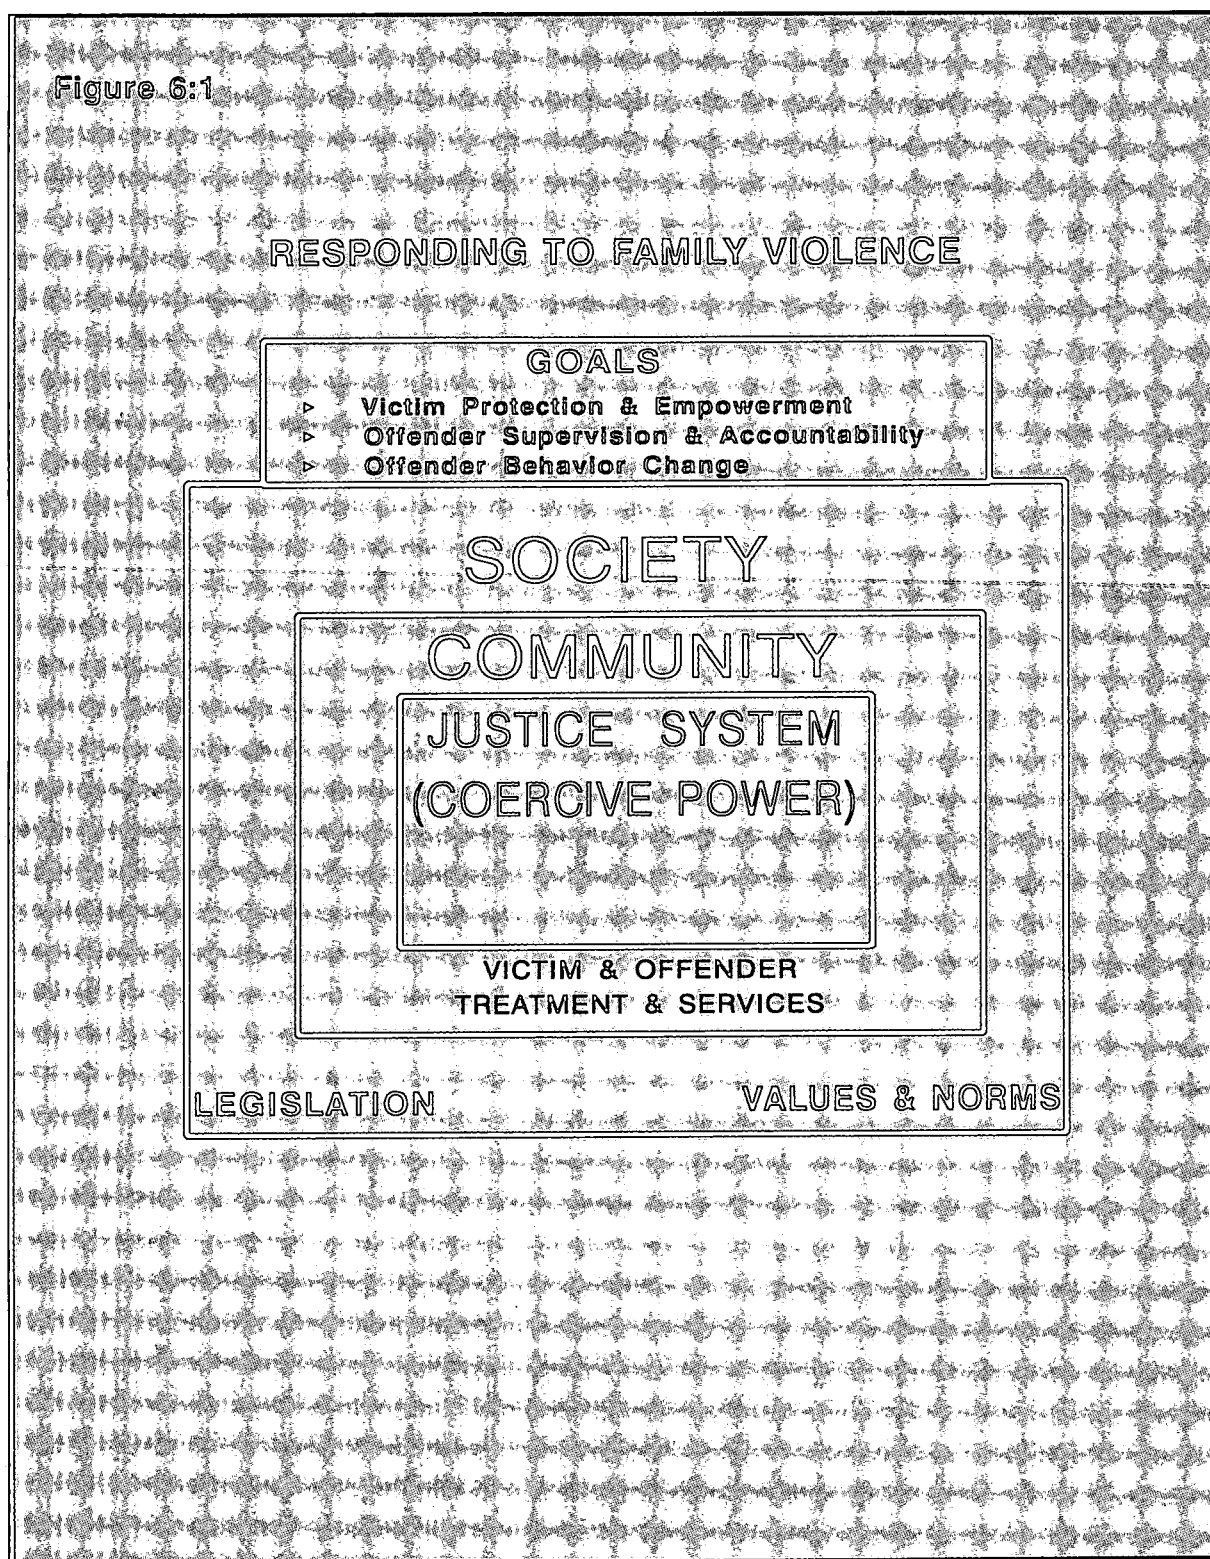 Figure 6:1
RESPONDING TO FAMILY VIOLENCE
GOALS
▹ Victim Protection & Empowerment
▹ Offender Supervision & Accountability
▹ Offender Behavior Change
SOCIETY
COMMUNITY
JUSTICE SYSTEM
(COERCIVE POWER)
VICTIM & OFFENDER
TREATMENT & SERVICES
LEGISLATION VALUES & NORMS